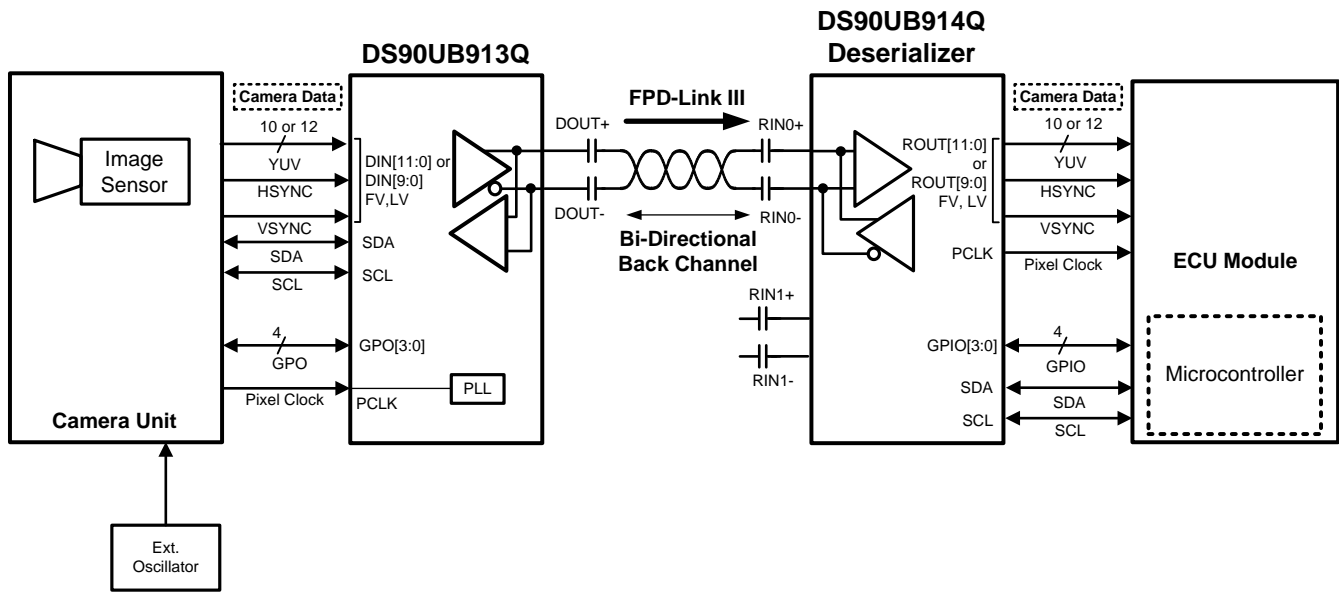 DS90UB913Q
DS90UB914Q
Deserializer
Camera Data
10 or 12
YUV
HSYNC
VSYNC
SDA
SCL
4
GPO
Pixel Clock
Image
Sensor
Camera Unit
Ext.
Oscillator
DIN[11:0] or
DIN[9:0]
FV,LV
SDA
SCL
GPO[3:0]
PCLK
PLL
FPD-Link III
DOUT+
DOUT-
RIN0+
RIN0-
Bi-Directional
Back Channel
RIN1+
RIN1-
ROUT[11:0]
or
ROUT[9:0]
FV, LV
PCLK
GPIO[3:0]
SDA
SCL
Camera Data
10 or 12
YUV
HSYNC
VSYNC
Pixel Clock
4
GPIO
SDA
SCL
ECU Module
Microcontroller